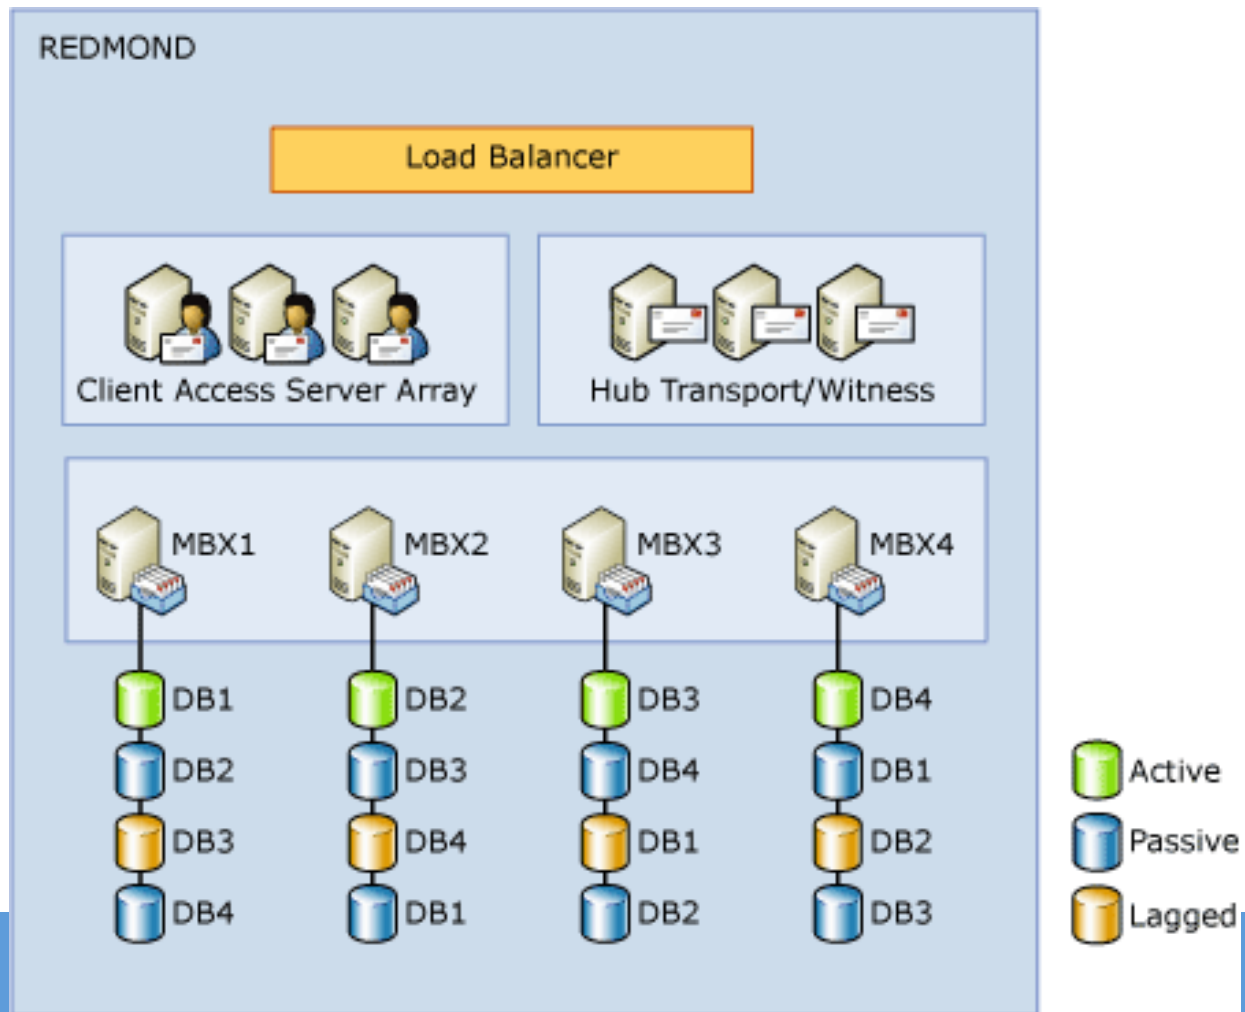 REDMOND
Load Balancer
Client Access Server Array
Hub Transport/Witness
MBX1
MBX2
MBX3
MBX4
DB1
DB2
DB3
DB4
DB2
DB3
DB4
DB1
DB3
DB4
DB1
DB2
DB4
DB1
DB2
DB3
Active
Passive
Lagged